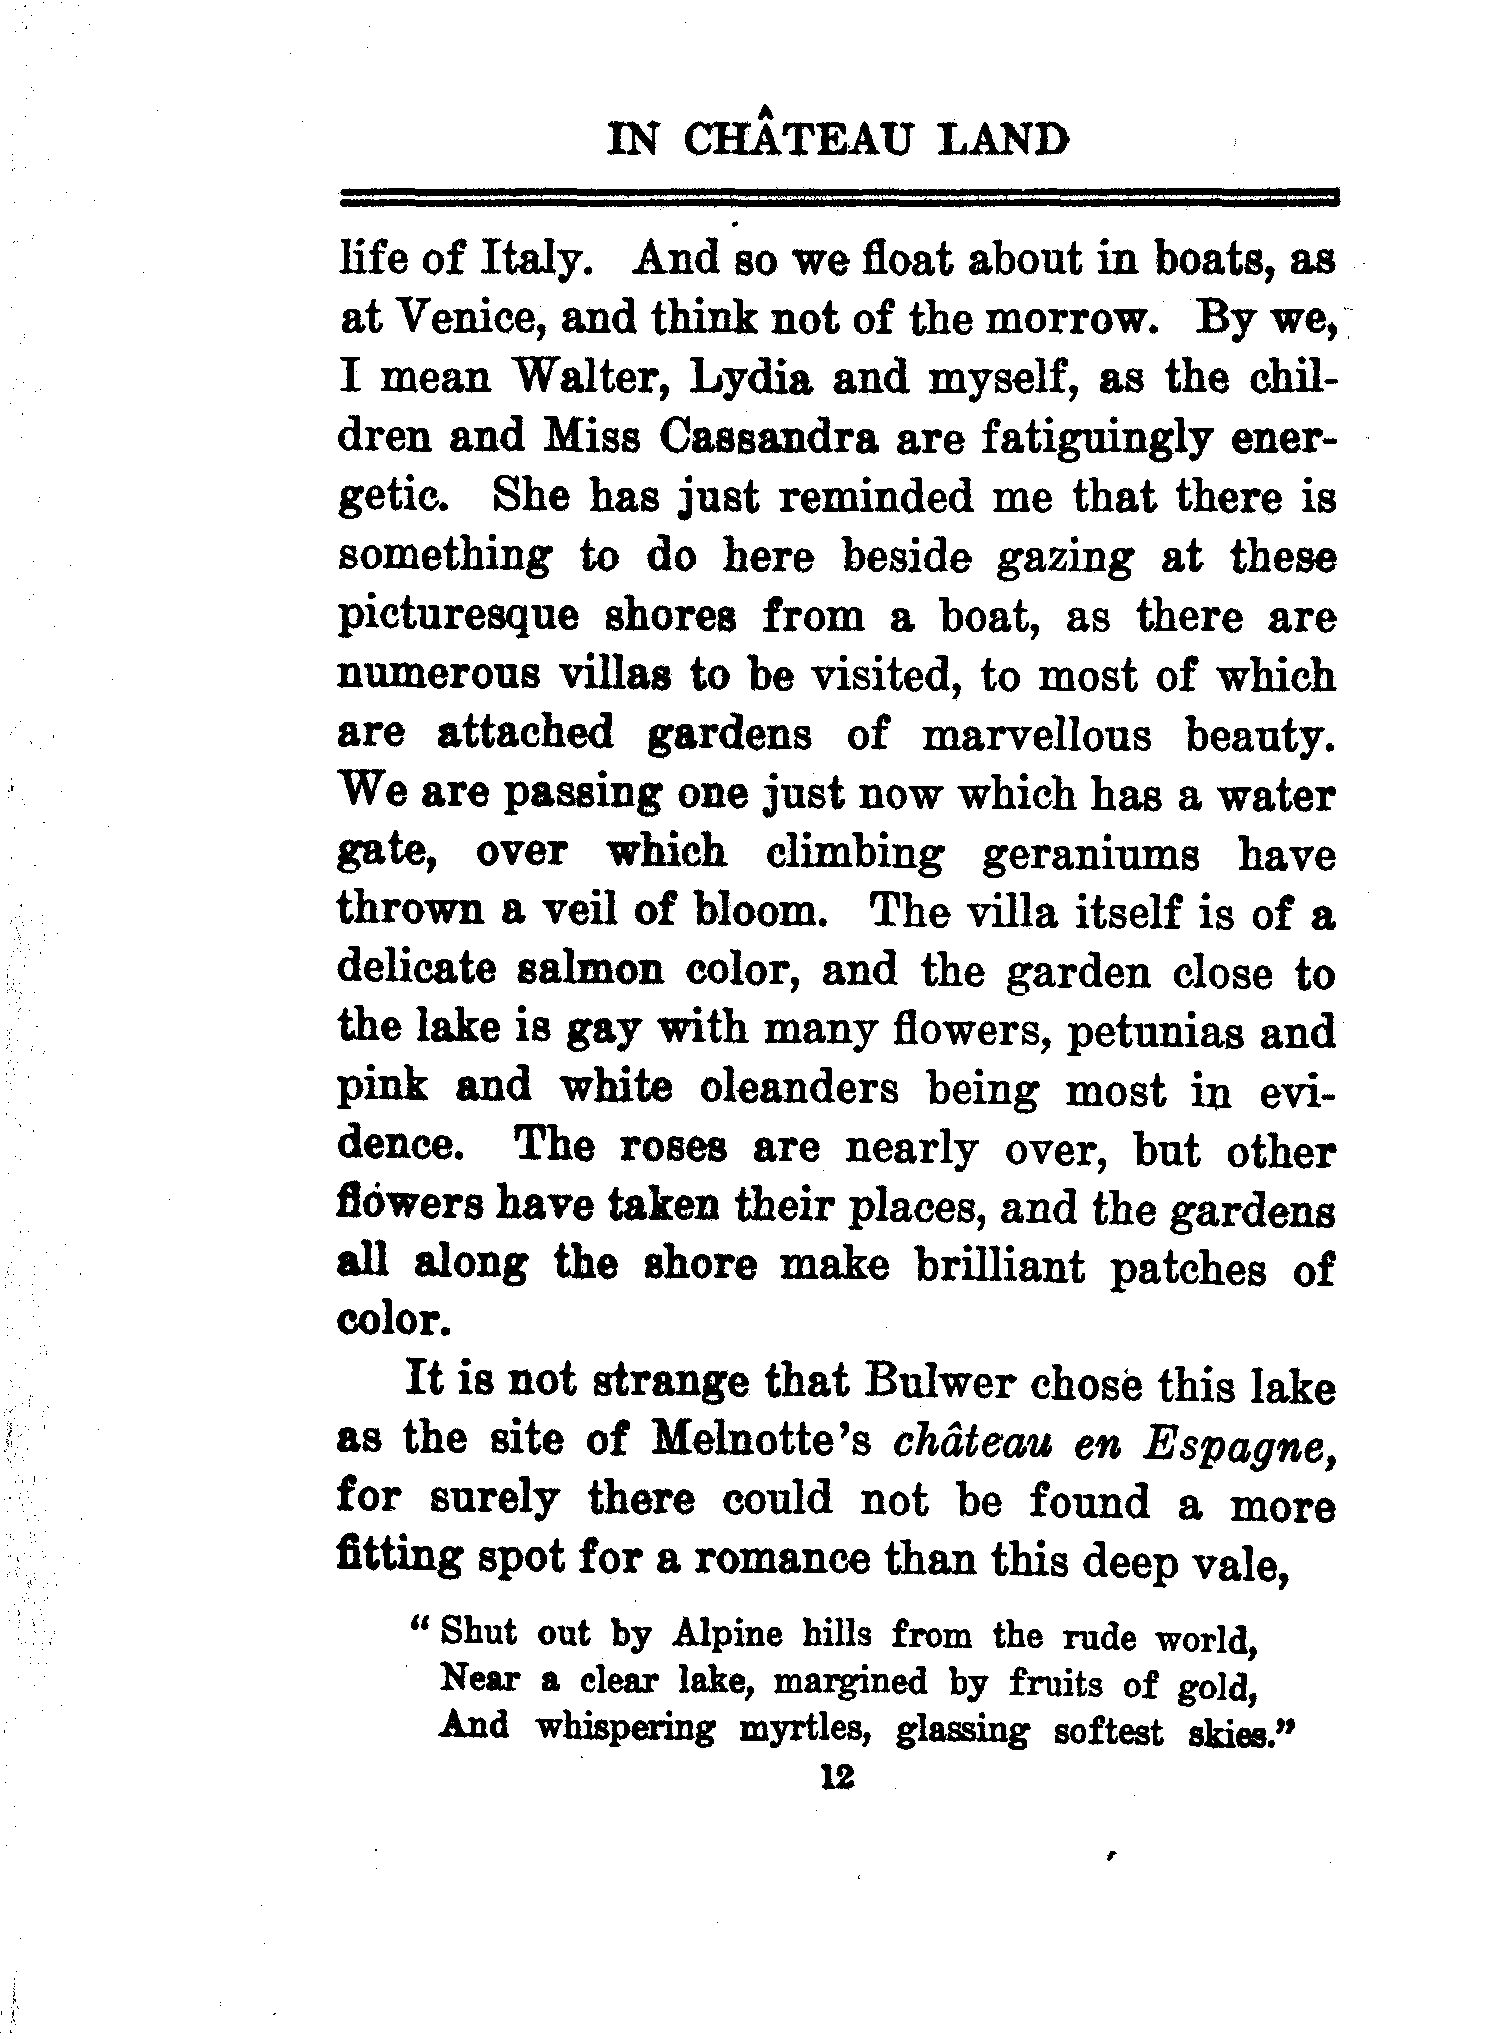 IN CHÂTEAU LAND
life of Italy. And so we float about in boats, as
at Venice, and think not of the morrow. By we,
I mean Walter, Lydia and myself, as the chil-
dren and Miss Cassandra are fatiguingly ener-
getic. She has just reminded me that there is
something to do here beside gazing at these
picturesque shores from a boat, as there are
numerous villas to be visited, to most of which
are attached gardens of marvellous beauty.
We are passing one just now which has a water
gate, over which climbing geraniums have
thrown a veil of bloom. The villa itself is of a
delicate salmon color, and the garden close to
the lake is gay with many flowers, petunias and
pink and white oleanders being most in evi-
dence. The roses are nearly over, but other
flowers have taken their places, and the gardens
all along the shore make brilliant patches of
color.
It is not strange that Bulwer chose this lake
as the site of Melnotte's château en Espagne,
for surely there could not be found a more
fitting spot for a romance than this deep vale,
“Shut out by Alpine hills from the rude world,
Near a clear lake, margined by fruits of gold,
And whispering myrtles, glassing softest skies.”
12